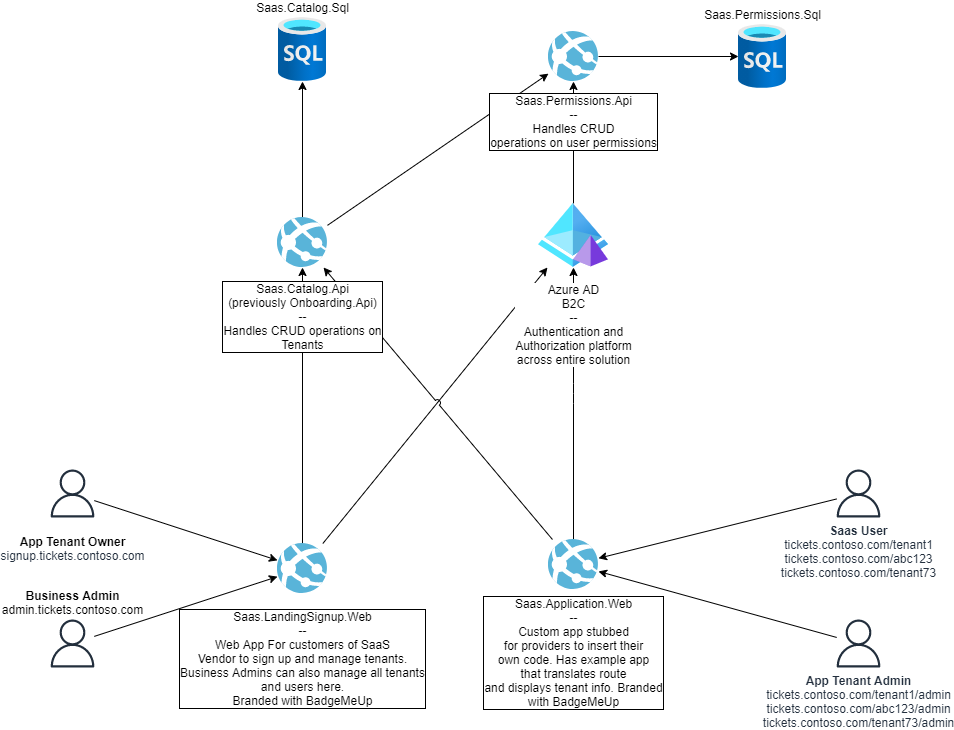 Saas.Catalog.Sql
SQL
Saas.Permissions.Sql
SQL
Saas.Permissions.Api
--
Handles CRUD
operations on user permissions
Saas.Catalog.Api
(previously Onboarding.Api)
--
Handles CRUD operations on
Tenants
Azure AD
B2C
--
Authentication and
Authorization platform
across entire solution
App Tenant Owner
signup.tickets.contoso.com
Business Admin
admin.tickets.contoso.com
Saas User
tickets.contoso.com/tenant1
tickets.contoso.com/abc123
tickets.contoso.com/tenant73
Saas.LandingSignup.Web
--
Web App For customers of SaaS
Vendor to sign up and manage tenants.
Business Admins can also manage all tenants
and users here.
Branded with BadgeMeUp
Saas.Application.Web
--
Custom app stubbed
for providers to insert their
own code. Has example app
that translates route
and displays tenant info. Branded
with BadgeMeUp
App Tenant Admin
tickets.contoso.com/tenant1/admin
tickets.contoso.com/abc123/admin
tickets.contoso.com/tenant73/admin